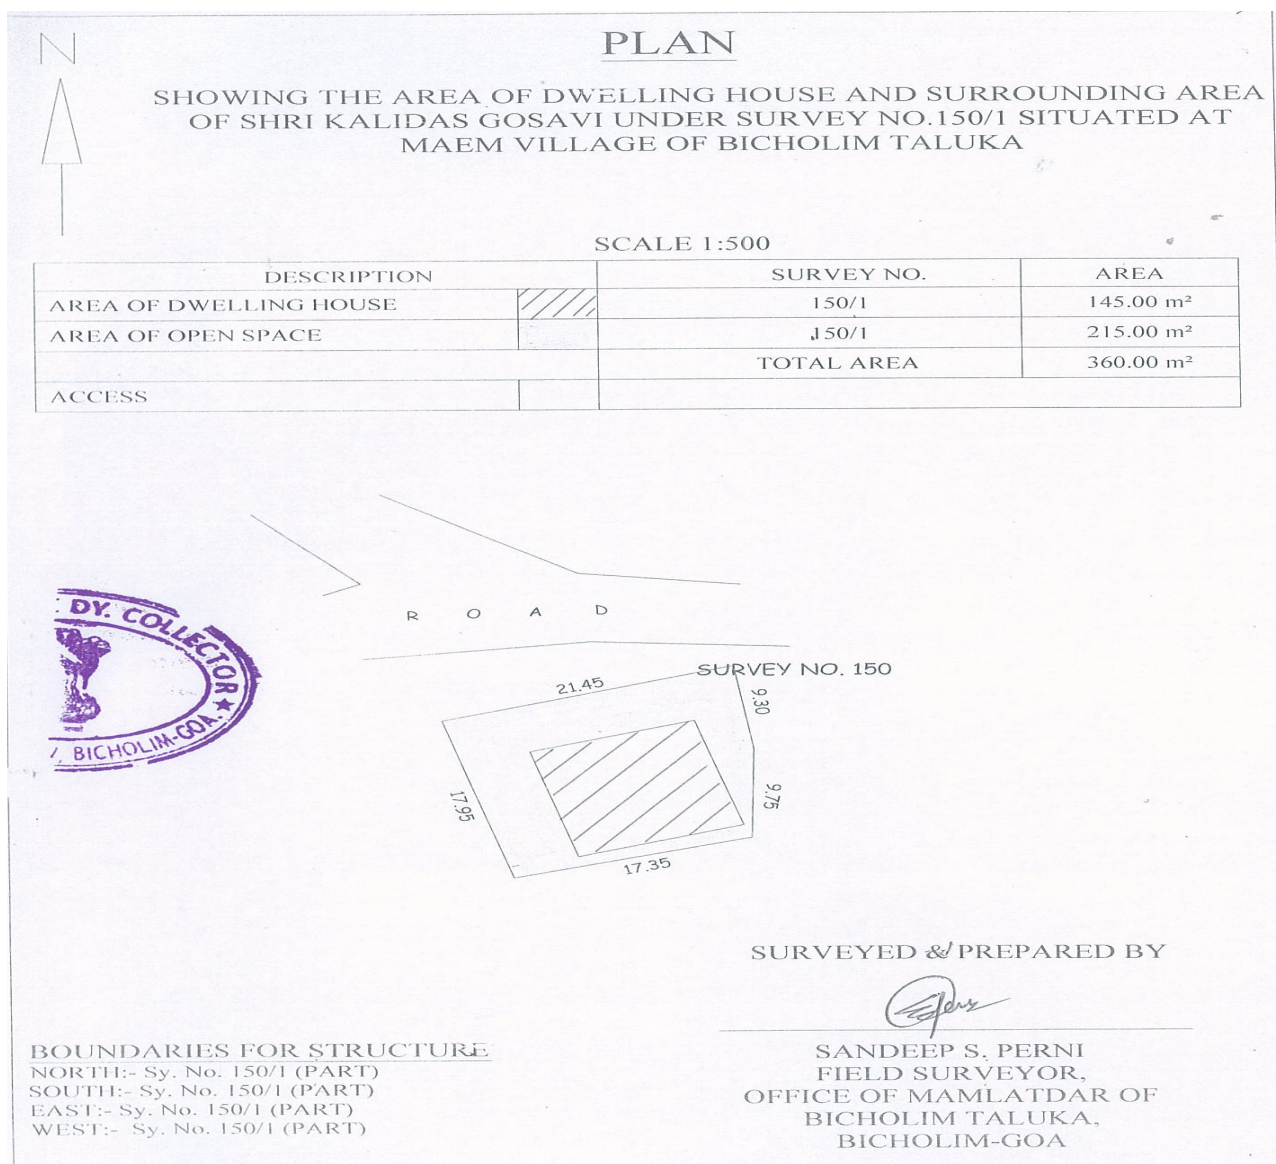 N
PLAN
SHOWING THE AREA OF DWELLING HOUSE AND SURROUNDING AREA
OF SHRI KALIDAS GOSAVI UNDER SURVEY NO.150/1 SITUATED AT
MAEM VILLAGE OF BICHOLIM TALUKA
SCALE 1:500
DESCRIPTION SURVEY NO. AREA
AREA OF DWELLING HOUSE 150/1 145.00 m²
AREA OF OPEN SPACE 150/1 215.00 m²
TOTAL AREA 360.00 m²
ACCESS
DY. COLLECTOR ★
BICHOLIM-GOA.
R O A D
SURVEY NO. 150
21.45
9.30
17.95
9.75
17.35
SURVEYED & PREPARED BY
SANDEEP S. PERNI
FIELD SURVEYOR,
OFFICE OF MAMLATDAR OF
BICHOLIM TALUKA,
BICHOLIM-GOA
BOUNDARIES FOR STRUCTURE
NORTH:- Sy. No. 150/1 (PART)
SOUTH:- Sy. No. 150/1 (PART)
EAST:- Sy. No. 150/1 (PART)
WEST:- Sy. No. 150/1 (PART)